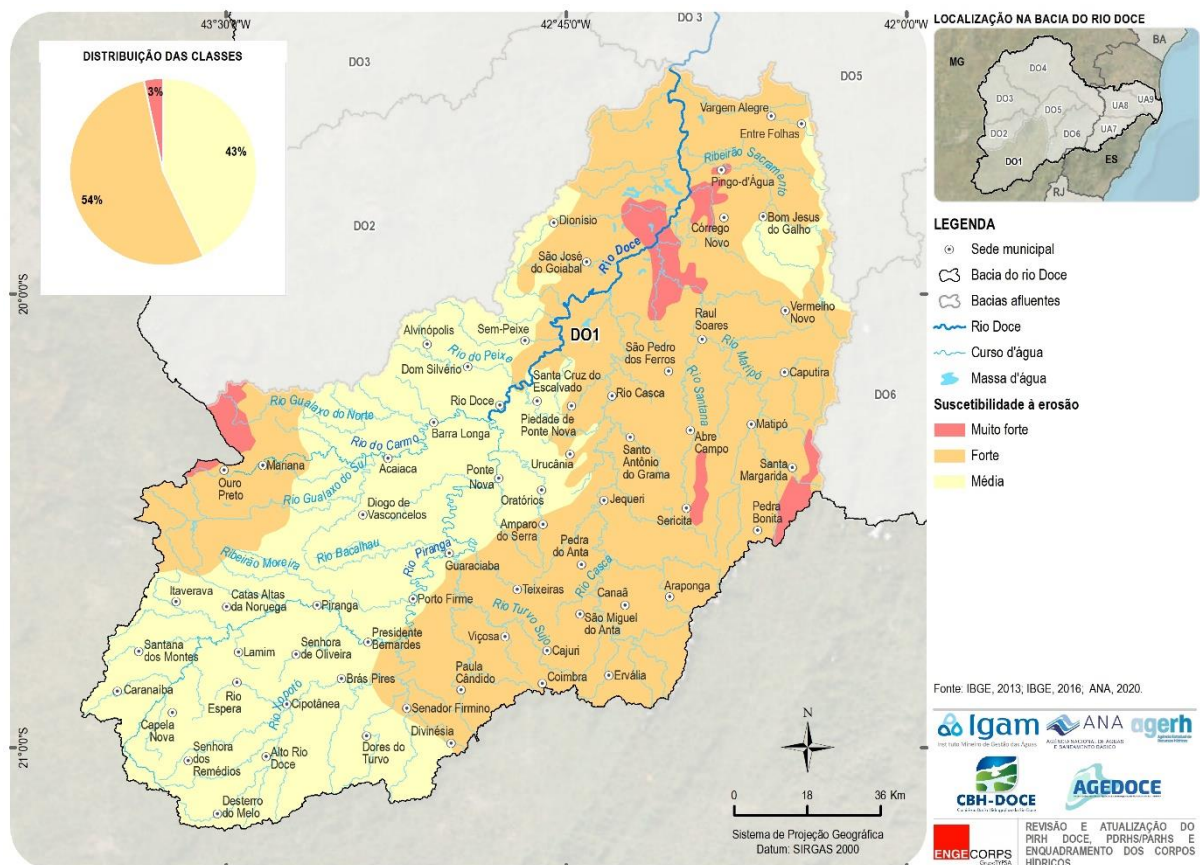 43°30'0"W
42°45'0"W
42°0'0"W
20°0'0"S
21°0'0"S
DISTRIBUIÇÃO DAS CLASSES
3%
43%
54%
DO 3
DO3
DO5
DO2
DO6
DO1
Vargem Alegre
Entre Folhas
Ribeirão Sacramento
Pingo-d'Água
Dionísio
Córrego
Novo
Bom Jesus
do Galho
São José
do Goiabal
Rio Doce
Vermelho
Novo
Alvinópolis
Sem-Peixe
Raul
Soares
Rio do Peixe
São Pedro
dos Ferros
Rio Matipó
Dom Silvério
Santa Cruz do
Escalvado
Caputira
Rio Gualaxo do Norte
Rio Doce
Rio Casca
Rio Santana
Piedade de
Ponte Nova
Barra Longa
Matipó
Rio do Carmo
Abre
Campo
Mariana
Acaiaca
Urucânia
Santo
Antônio
do Grama
Santa
Margarida
Ouro
Preto
Rio Gualaxo do Sul
Ponte
Nova
Oratórios
Jequeri
Sericita
Pedra
Bonita
Diogo de
Vasconcelos
Amparo
do Serra
Ribeirão Moreira
Rio Bacalhau
Rio Piranga
Guaraciaba
Pedra
do Anta
Rio Casca
Itaverava
Catas Altas
da Noruega
Piranga
Porto Firme
Teixeiras
Canaã
Araponga
Rio Turvo Sujo
São Miguel
do Anta
Santana
dos Montes
Lamim
Senhora
de Oliveira
Presidente
Bernardes
Viçosa
Cajuri
Caranaiba
Rio
Espera
Rio Xopotó
Brás Pires
Paula
Cândido
Coimbra
Ervália
Cipotânea
Capela
Nova
Senador Firmino
Divinésia
Senhora
dos
Remédios
Alto Rio
Doce
Dores do
Turvo
Desterro
do Melo
N
0 18 36 Km
Sistema de Projeção Geográfica
Datum: SIRGAS 2000
LOCALIZAÇÃO NA BACIA DO RIO DOCE
MG
BA
DO4
DO3
DO5
UA8
UA9
DO2
DO6
UA7
DO1
ES
RJ
LEGENDA
Sede municipal
Bacia do rio Doce
Bacias afluentes
Rio Doce
Curso d'água
Massa d'água
Suscetibilidade à erosão
Muito forte
Forte
Média
Fonte: IBGE, 2013; IBGE, 2016; ANA, 2020.
Igam
Instituto Mineiro de Gestão das Águas
ANA
AGÊNCIA NACIONAL DE ÁGUAS
E SANEAMENTO BÁSICO
agerh
CBH-DOCE
AGEDOCE
ENGECORPS
REVISÃO E ATUALIZAÇÃO DO
PIRH DOCE, PDRHS/PARHS E
ENQUADRAMENTO DOS CORPOS
HÍDRICOS